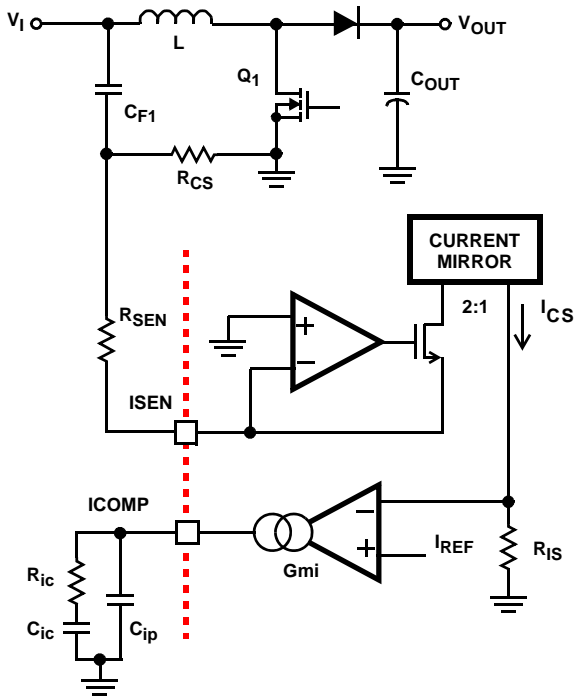 VI
L
VOUT
Q1
COUT
CF1
RCS
CURRENT
MIRROR
2:1
ICS
RSEN
+
−
ISEN
ICOMP
−
+
IREF
Gmi
RIS
Ric
Cic
Cip